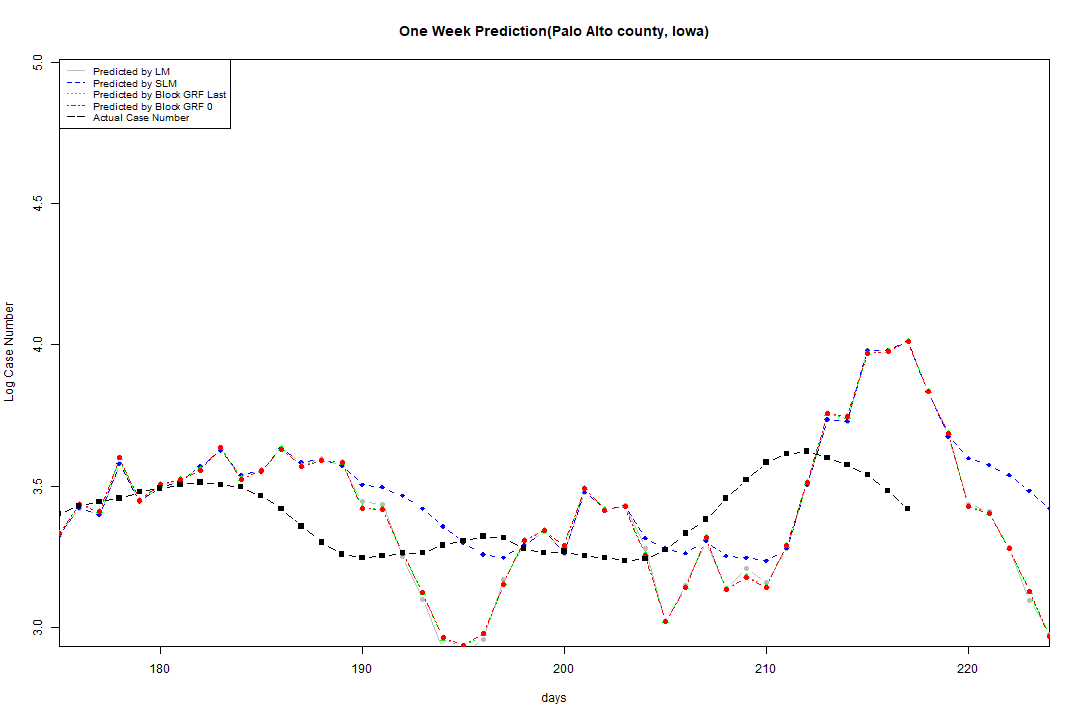 One Week Prediction(Palo Alto county, Iowa)
Predicted by LM
Predicted by SLM
Predicted by Block GRF Last
Predicted by Block GRF 0
Actual Case Number
Log Case Number
5.0
4.5
4.0
3.5
3.0
180 190 200 210 220
days